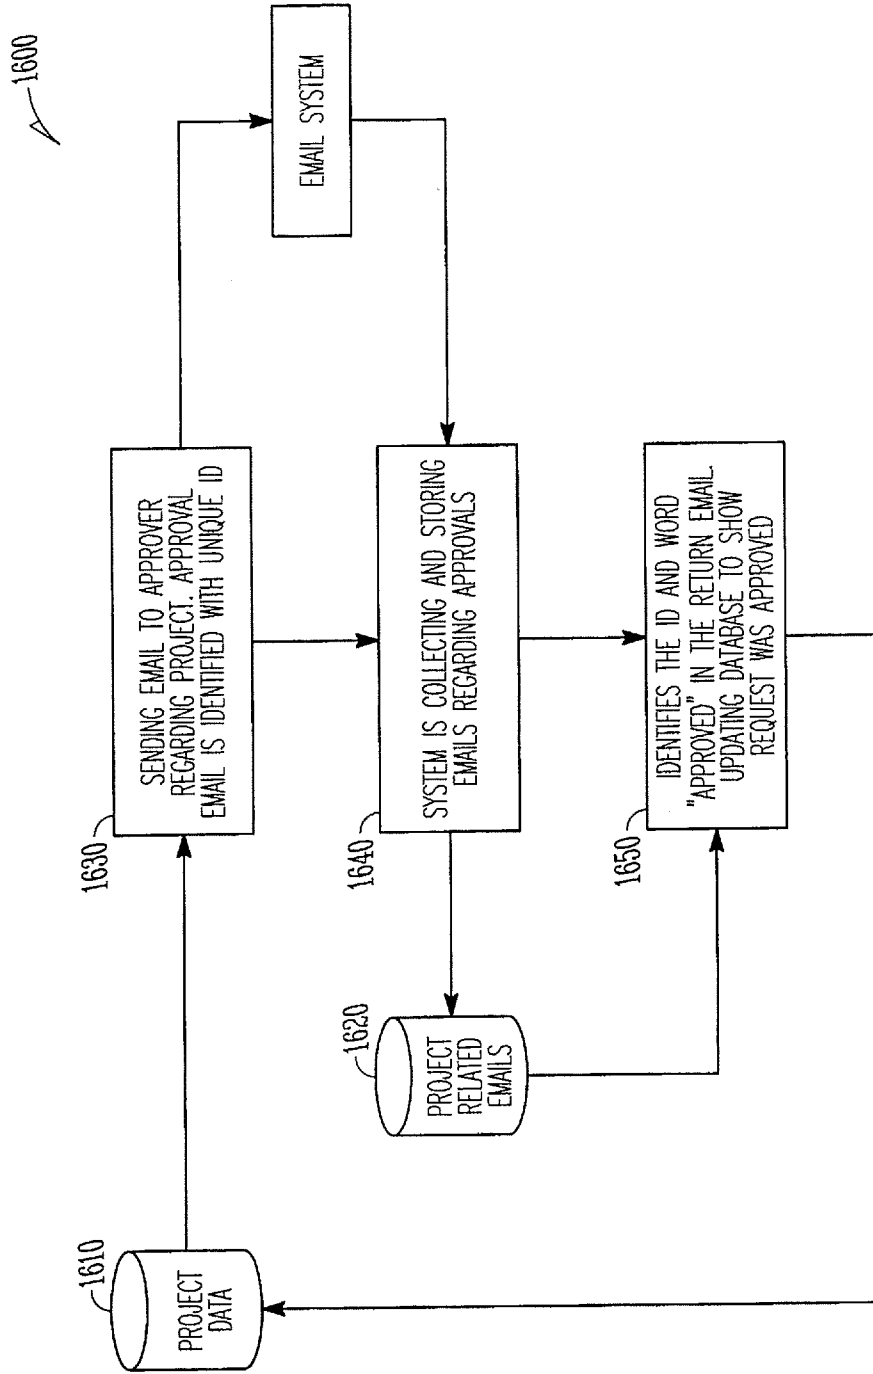 1600
1610
PROJECT
DATA
1630
SENDING EMAIL TO APPROVER
REGARDING PROJECT. APPROVAL
EMAIL IS IDENTIFIED WITH UNIQUE ID
EMAIL SYSTEM
1620
PROJECT
RELATED
EMAILS
1640
SYSTEM IS COLLECTING AND STORING
EMAILS REGARDING APPROVALS
1650
IDENTIFIES THE ID AND WORD
"APPROVED" IN THE RETURN EMAIL.
UPDATING DATABASE TO SHOW
REQUEST WAS APPROVED